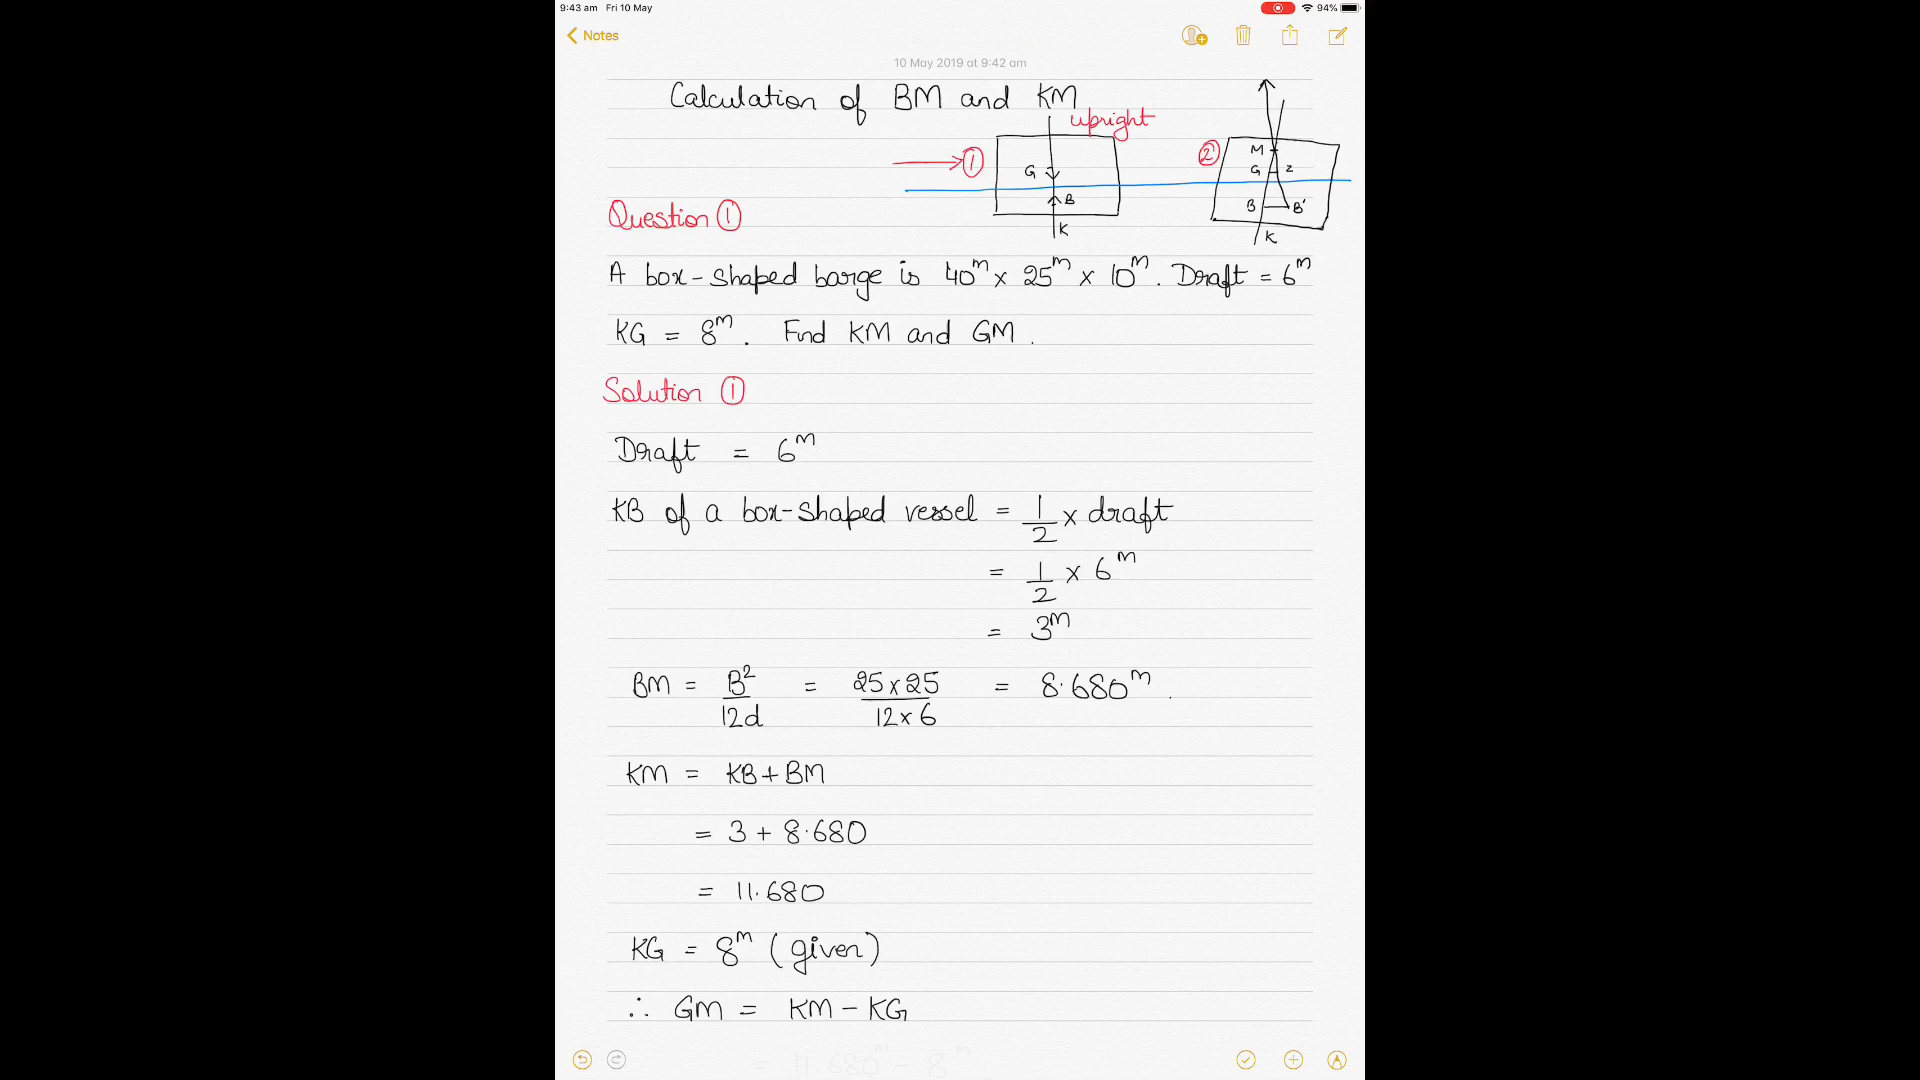 9:43 am Fri 10 May
94%
Notes
10 May 2019 at 9:42 am
Calculation of BM and KM
upright
1
G
B
K
2
M
G Z
B B'
K
Question 1
A box-shaped barge is 40m x 25m x 10m. Draft = 6m
KG = 8m. Find KM and GM.
Solution 1
Draft = 6m
KB of a box-shaped vessel = 1/2 x draft
= 1/2 x 6m
= 3m
BM = B²/12d = 25x25/12x6 = 8.680m.
KM = KB+BM
= 3 + 8.680
= 11.680
KG = 8m (given)
∴ GM = KM - KG
= 11.680m - 8m